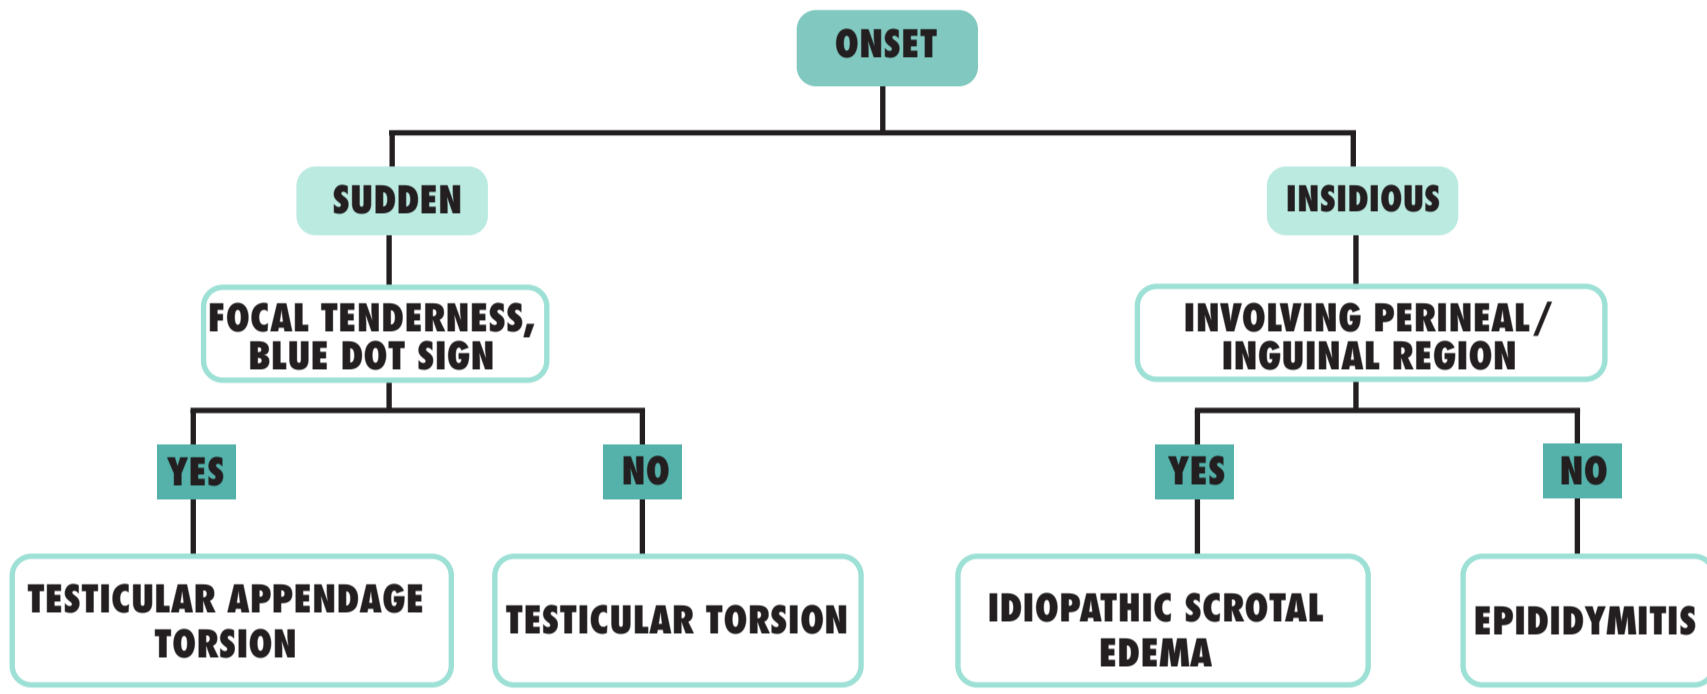 ONSET
SUDDEN
INSIDIOUS
FOCAL TENDERNESS,
BLUE DOT SIGN
INVOLVING PERINEAL/
INGUINAL REGION
YES
NO
YES
NO
TESTICULAR APPENDAGE
TORSION
TESTICULAR TORSION
IDIOPATHIC SCROTAL
EDEMA
EPIDIDYMITIS